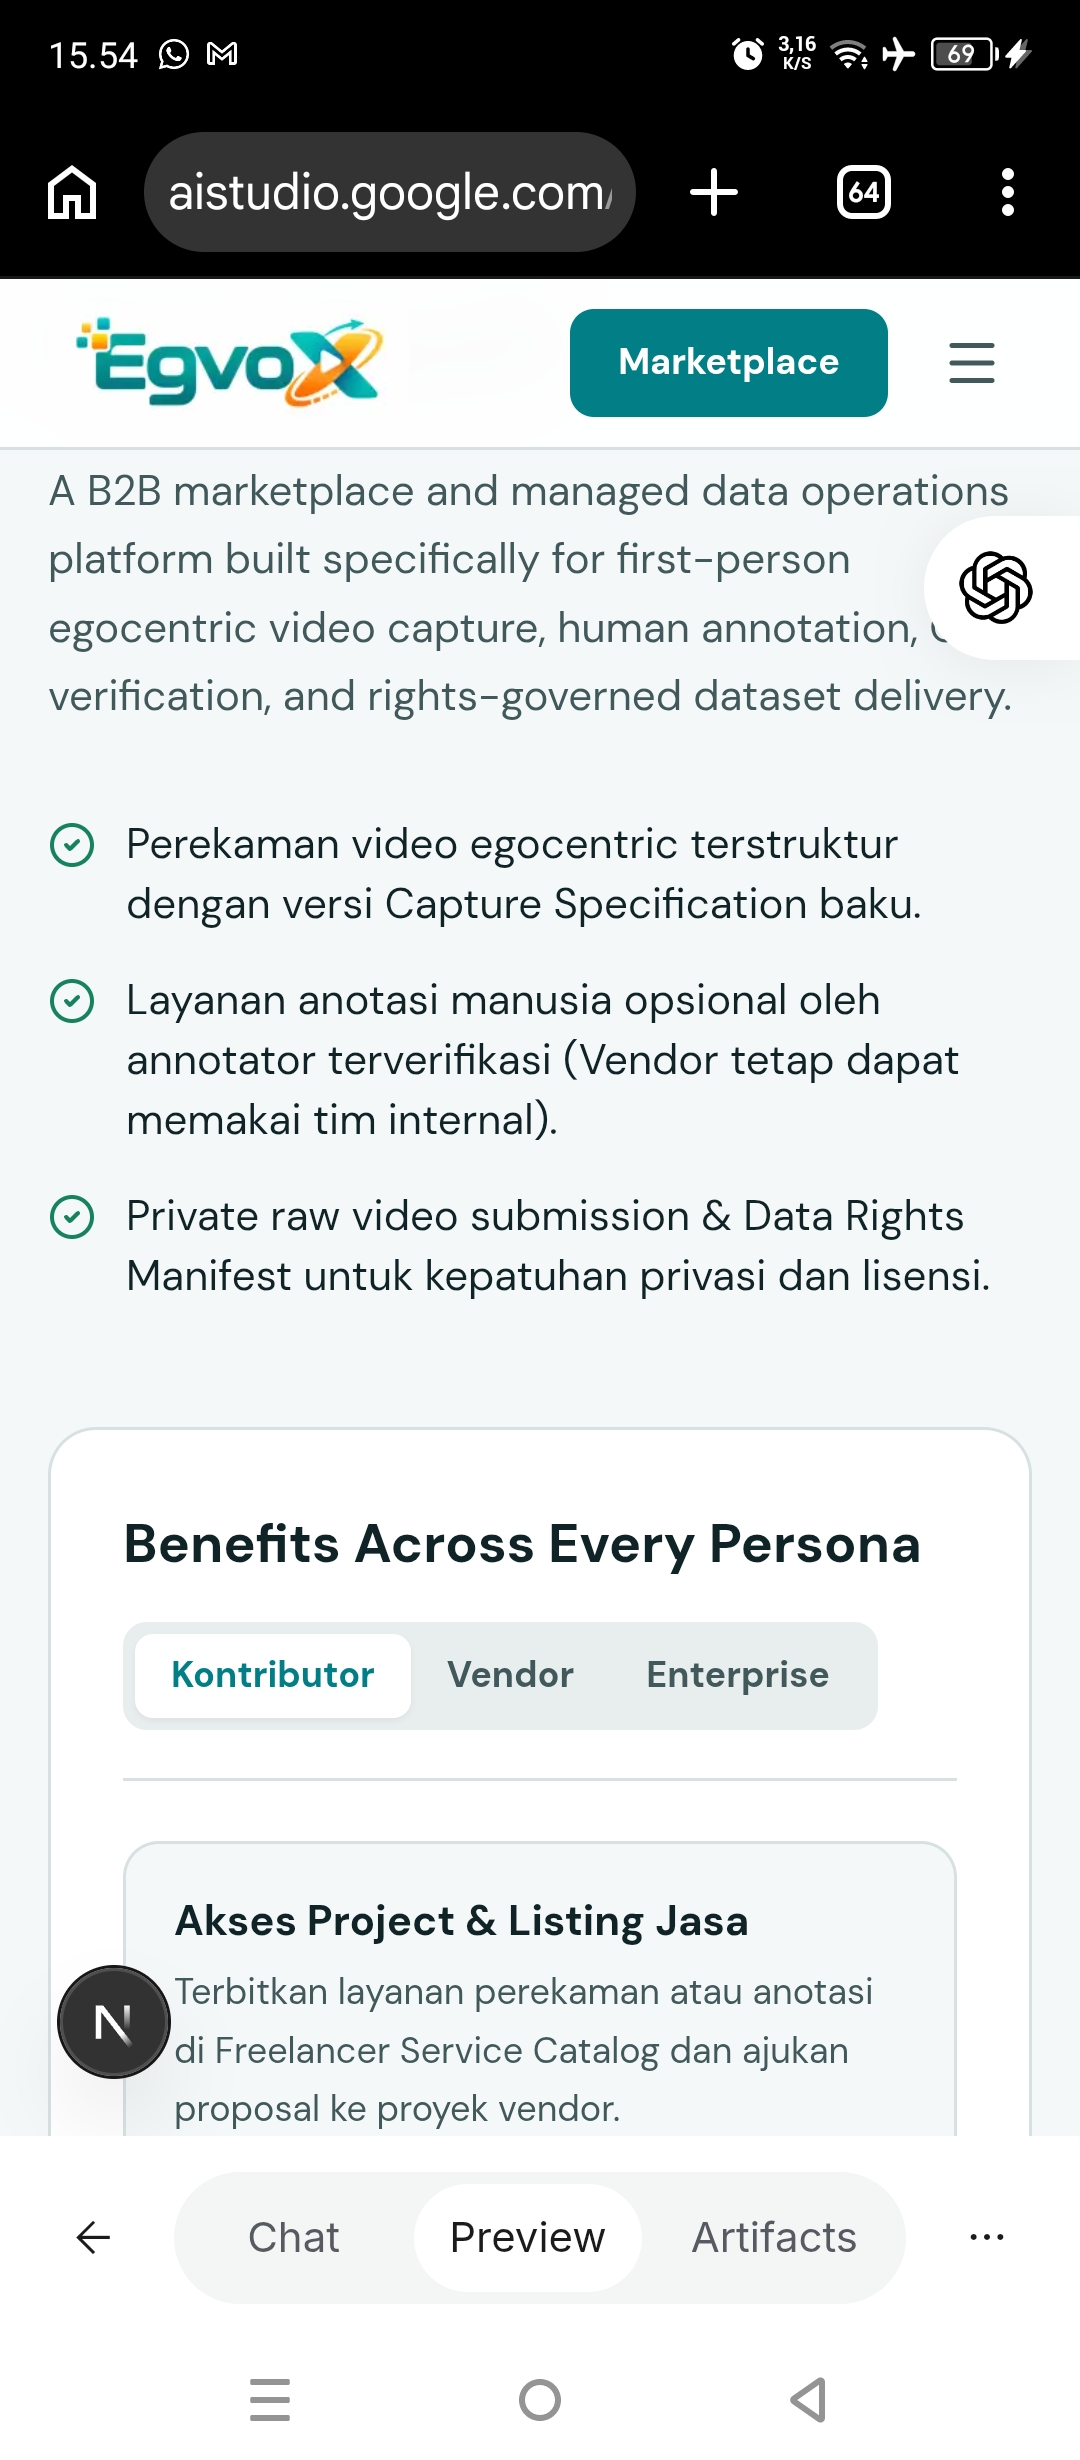 15.54
3,16
K/S
69
aistudio.google.com/
64
EgvoX
Marketplace
A B2B marketplace and managed data operations
platform built specifically for first-person
egocentric video capture, human annotation,
verification, and rights-governed dataset delivery.
Perekaman video egocentric terstruktur
dengan versi Capture Specification baku.
Layanan anotasi manusia opsional oleh
annotator terverifikasi (Vendor tetap dapat
memakai tim internal).
Private raw video submission & Data Rights
Manifest untuk kepatuhan privasi dan lisensi.
Benefits Across Every Persona
Kontributor
Vendor
Enterprise
Akses Project & Listing Jasa
Terbitkan layanan perekaman atau anotasi
di Freelancer Service Catalog dan ajukan
proposal ke proyek vendor.
N
Chat
Preview
Artifacts